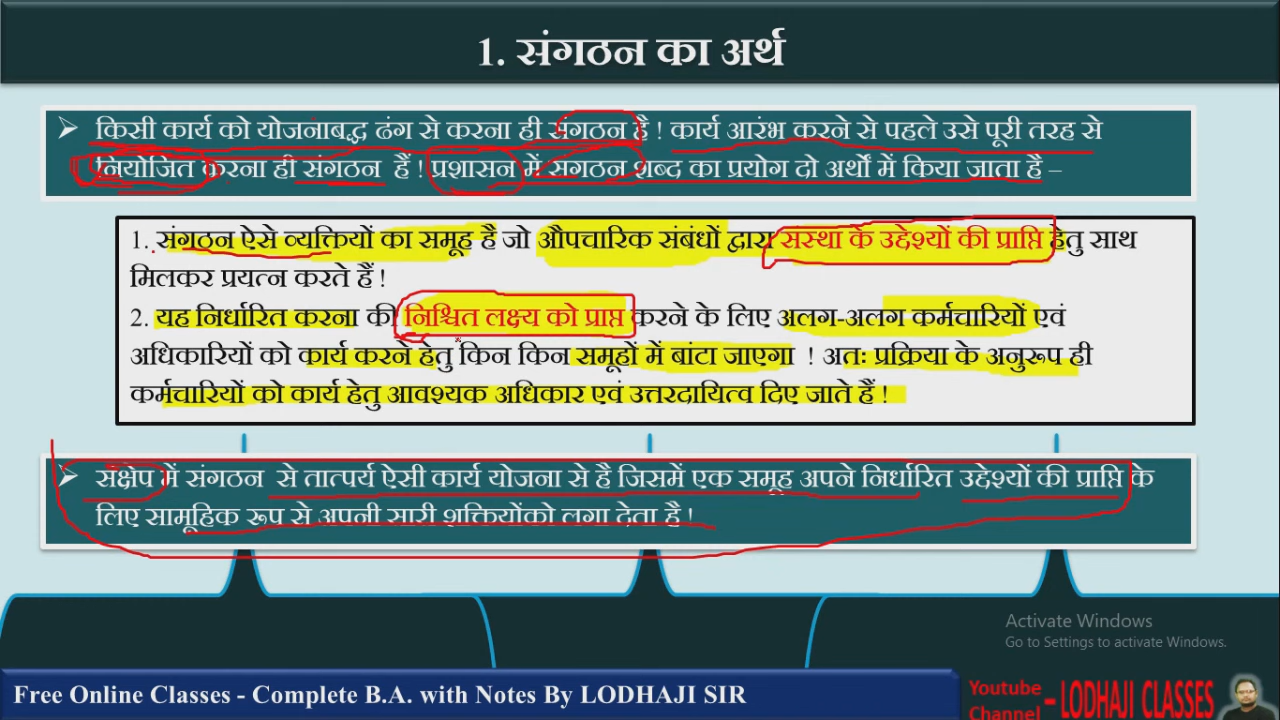 1. संगठन का अर्थ
➢ किसी कार्य को योजनाबद्ध ढंग से करना ही संगठन है ! कार्य आरंभ करने से पहले उसे पूरी तरह से
नियोजित करना ही संगठन हैं ! प्रशासन में संगठन शब्द का प्रयोग दो अर्थों में किया जाता है –
1. संगठन ऐसे व्यक्तियों का समूह है जो औपचारिक संबंधों द्वारा संस्था के उद्देश्यों की प्राप्ति हेतु साथ
मिलकर प्रयत्न करते हैं !
2. यह निर्धारित करना की निश्चित लक्ष्य को प्राप्त करने के लिए अलग-अलग कर्मचारियों एवं
अधिकारियों को कार्य करने हेतु किन किन समूहों में बांटा जाएगा ! अतः प्रक्रिया के अनुरूप ही
कर्मचारियों को कार्य हेतु आवश्यक अधिकार एवं उत्तरदायित्व दिए जाते हैं !
➢ संक्षेप में संगठन से तात्पर्य ऐसी कार्य योजना से है जिसमें एक समूह अपने निर्धारित उद्देश्यों की प्राप्ति के
लिए सामूहिक रूप से अपनी सारी शक्तियोंको लगा देता है !
Activate Windows
Go to Settings to activate Windows.
Free Online Classes - Complete B.A. with Notes By LODHAJI SIR
Youtube Channel – LODHAJI CLASSES